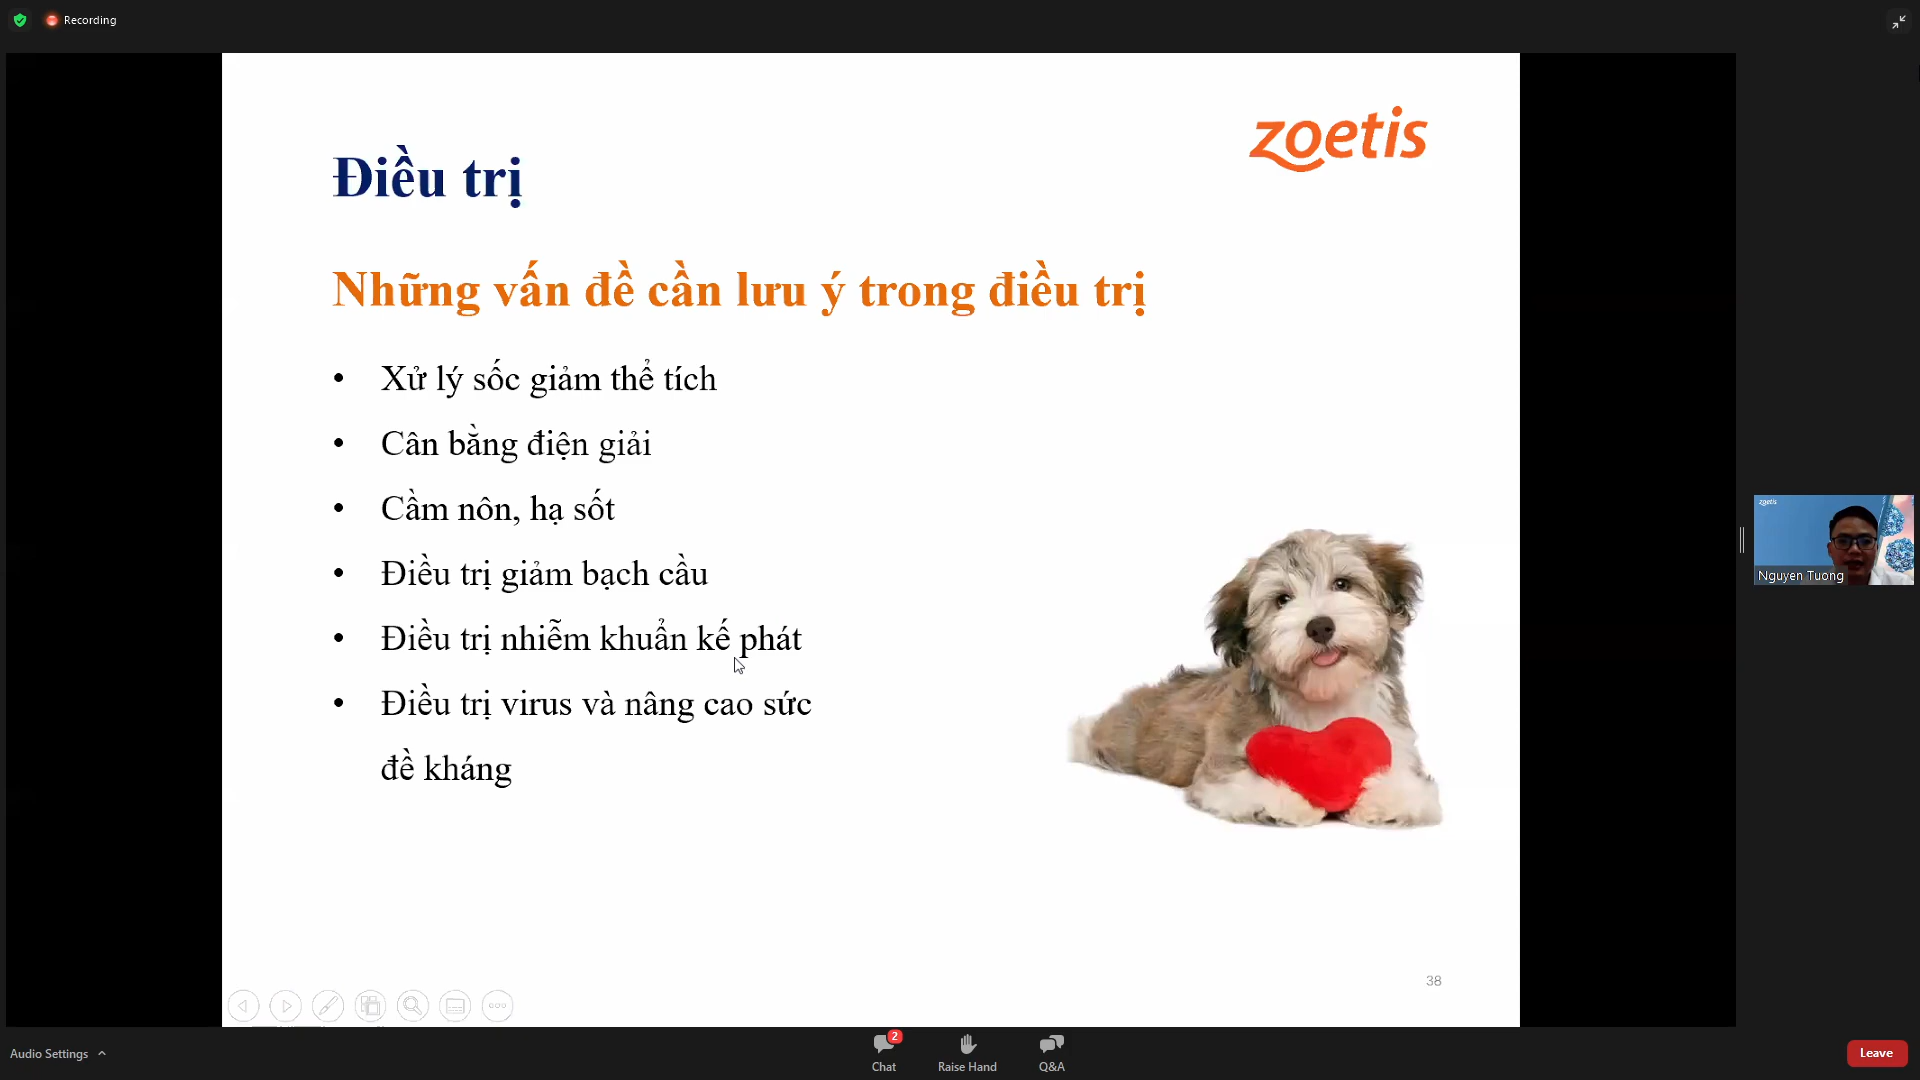 Recording
zoetis
Điều trị
Những vấn đề cần lưu ý trong điều trị
• Xử lý sốc giảm thể tích
• Cân bằng điện giải
• Cầm nôn, hạ sốt
• Điều trị giảm bạch cầu
• Điều trị nhiễm khuẩn kế phát
• Điều trị virus và nâng cao sức
đề kháng
zoetis
Nguyen Tuong
38
Audio Settings
2
Chat
Raise Hand
Q&A
Leave